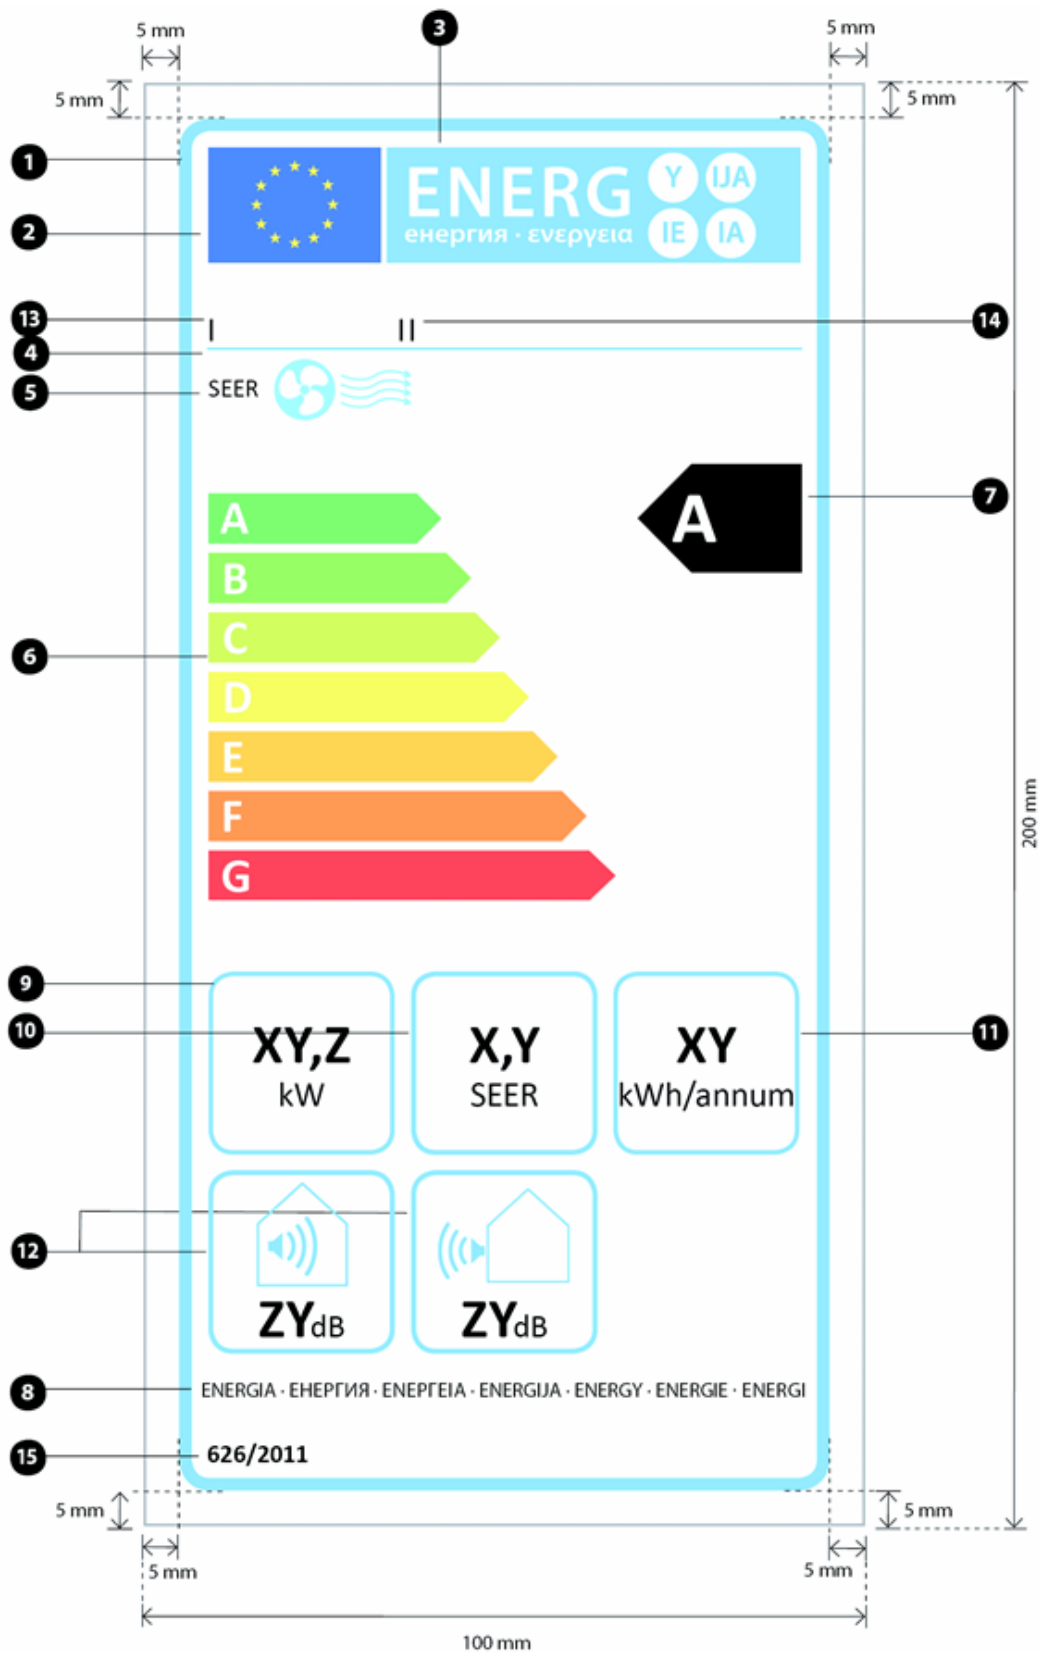 3
5 mm
5 mm
5 mm
5 mm
1
ENERG Y IJA
2
енергия · ενεργεια IE IA
13
I
II
14
4
5
SEER
7
A
A
B
C
6
D
E
F
G
200 mm
9
10
XY,Z
kW
X,Y
SEER
XY
kWh/annum
11
12
ZYdB
ZYdB
8
ENERGIA · ЕНЕРГИЯ · ΕΝΕΡΓΕΙΑ · ENERGIJA · ENERGY · ENERGIE · ENERGI
15
626/2011
5 mm
5 mm
5 mm
5 mm
100 mm